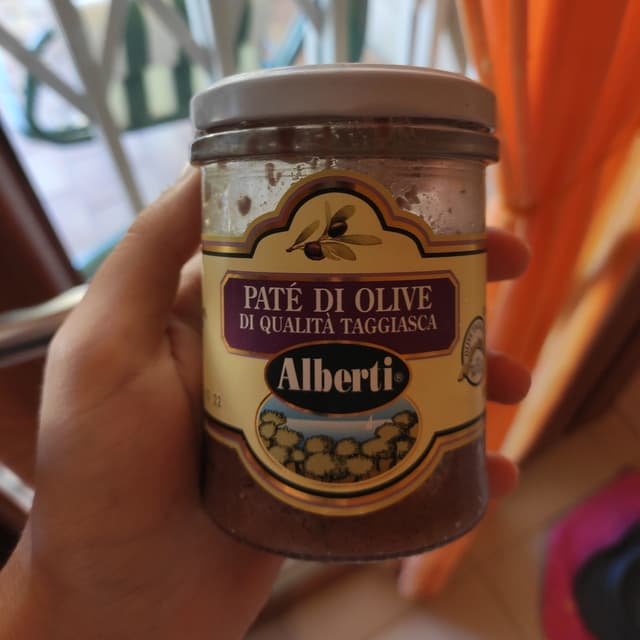 PATÉ DI OLIVE
DI QUALITÀ TAGGIASCA
Alberti®